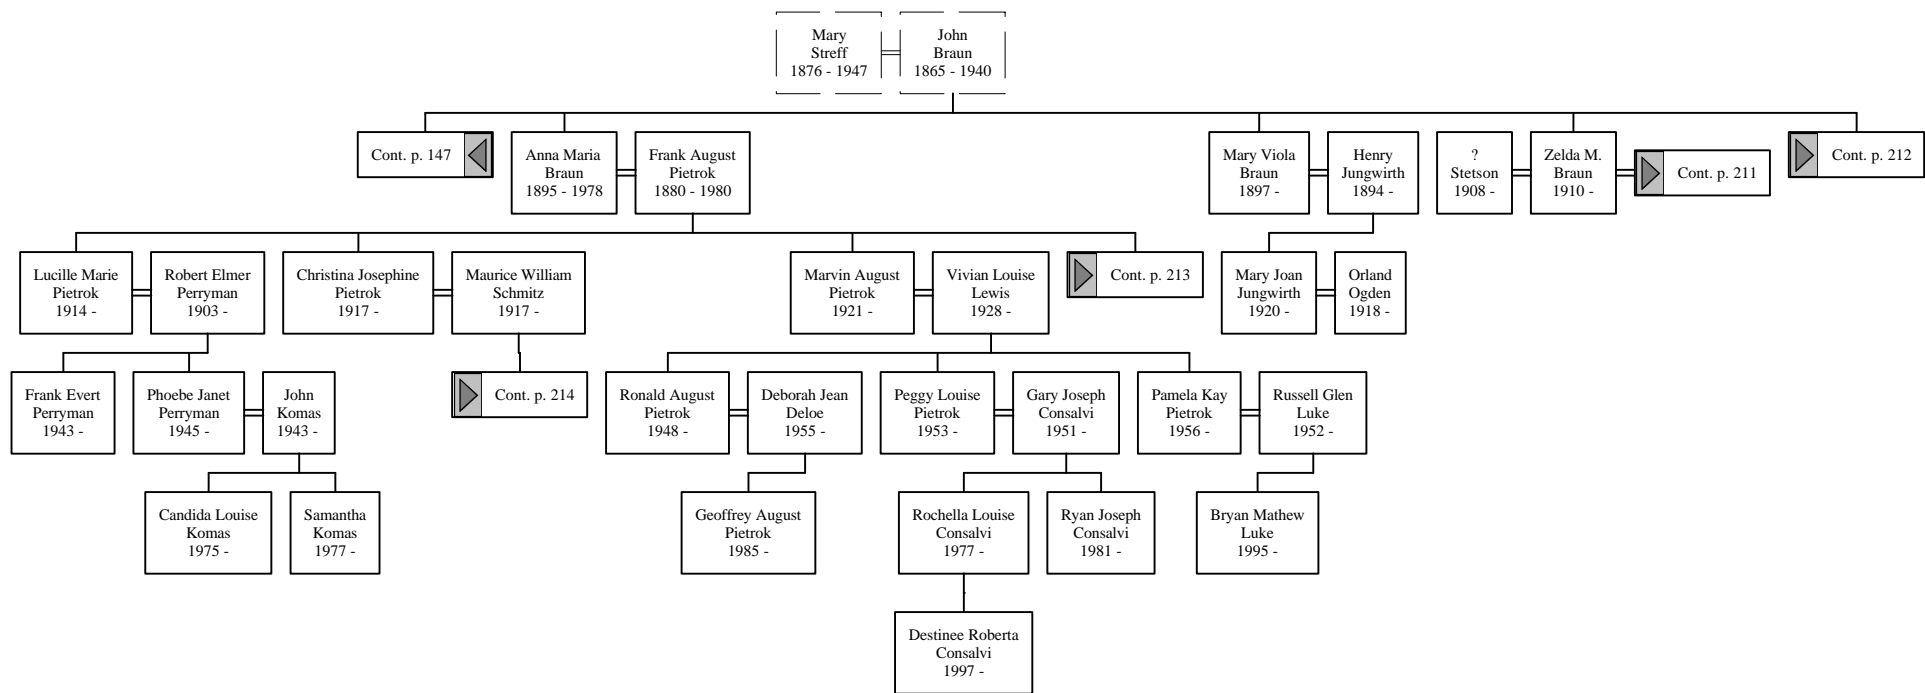 Mary
Streff
1876 - 1947
John
Braun
1865 - 1940
Cont. p. 147
Anna Maria
Braun
1895 - 1978
Frank August
Pietrok
1880 - 1980
Mary Viola
Braun
1897 -
Henry
Jungwirth
1894 -
?
Stetson
1908 -
Zelda M.
Braun
1910 -
Cont. p. 211
Cont. p. 212
Lucille Marie
Pietrok
1914 -
Robert Elmer
Perryman
1903 -
Christina Josephine
Pietrok
1917 -
Maurice William
Schmitz
1917 -
Marvin August
Pietrok
1921 -
Vivian Louise
Lewis
1928 -
Cont. p. 213
Mary Joan
Jungwirth
1920 -
Orland
Ogden
1918 -
Frank Evert
Perryman
1943 -
Phoebe Janet
Perryman
1945 -
John
Komas
1943 -
Cont. p. 214
Ronald August
Pietrok
1948 -
Deborah Jean
Deloe
1955 -
Peggy Louise
Pietrok
1953 -
Gary Joseph
Consalvi
1951 -
Pamela Kay
Pietrok
1956 -
Russell Glen
Luke
1952 -
Candida Louise
Komas
1975 -
Samantha
Komas
1977 -
Geoffrey August
Pietrok
1985 -
Rochella Louise
Consalvi
1977 -
Ryan Joseph
Consalvi
1981 -
Bryan Mathew
Luke
1995 -
Destinee Roberta
Consalvi
1997 -